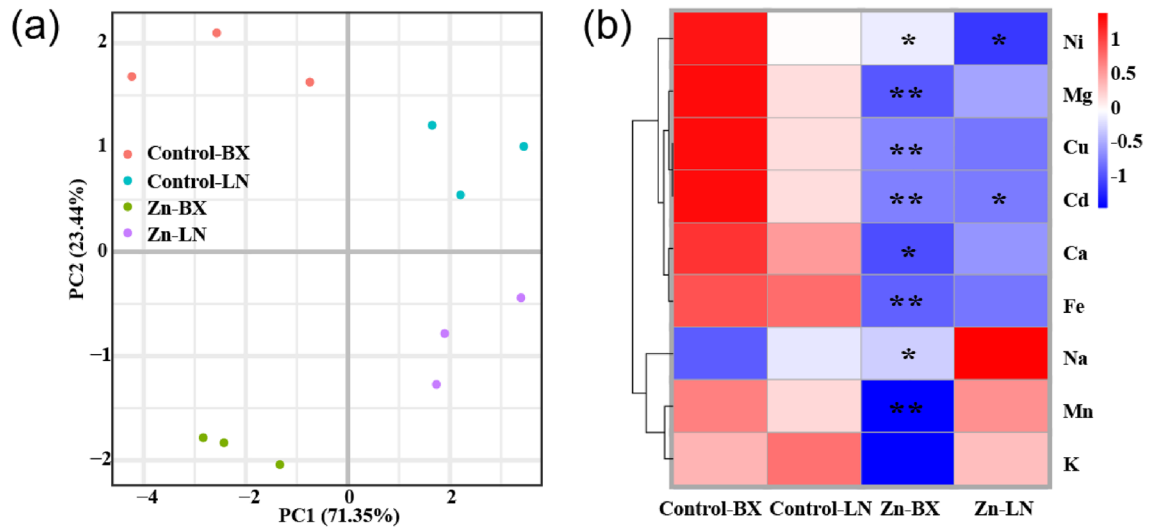 (a)
2
1
0
−1
−2
−4
−2
0
2
PC2 (23.44%)
PC1 (71.35%)
Control-BX
Control-LN
Zn-BX
Zn-LN
(b)
* *
Ni
**
Mg
**
Cu
** *
Cd
*
Ca
**
Fe
*
Na
**
Mn
K
Control-BX Control-LN Zn-BX Zn-LN
1
0.5
0
-0.5
-1